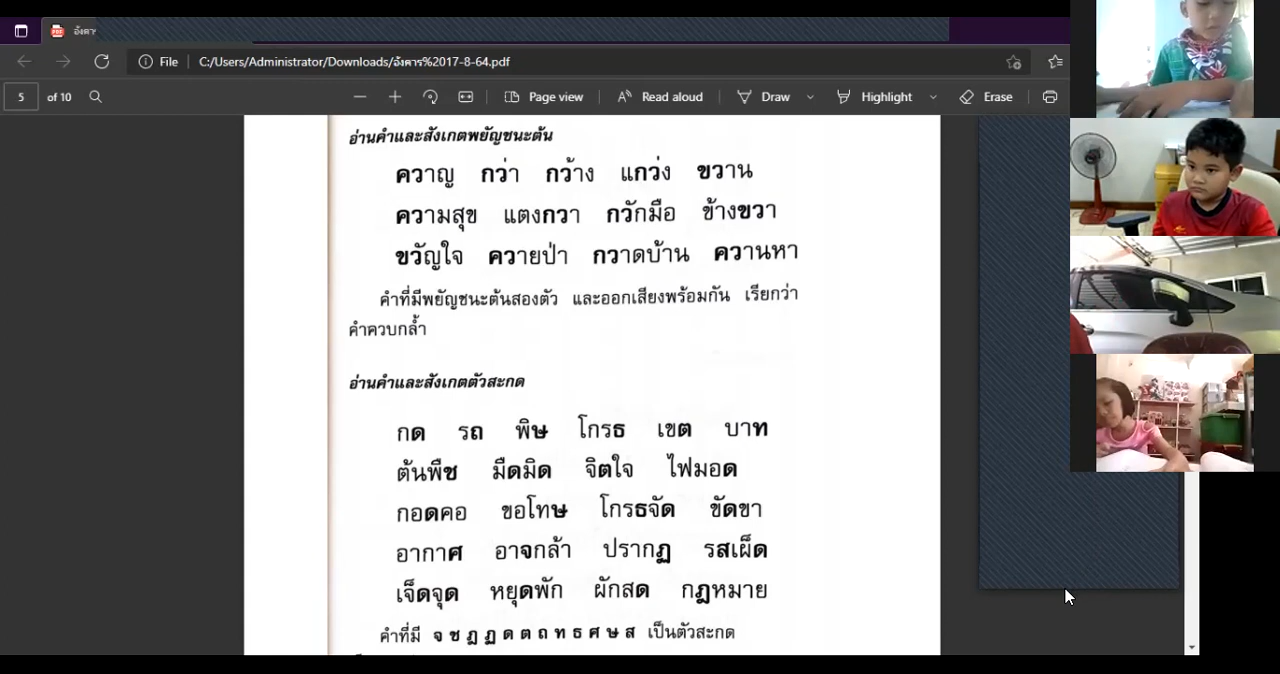 อังคาร
File C:/Users/Administrator/Downloads/อังคาร%2017-8-64.pdf
5 of 10 Page view Read aloud Draw Highlight Erase
อ่านคำและสังเกตพยัญชนะต้น
ควาญ กว่า กว้าง แกว่ง ขวาน
ความสุข แตงกวา กวักมือ ข้างขวา
ขวัญใจ ควายป่า กวาดบ้าน ควานหา
คำที่มีพยัญชนะต้นสองตัว และออกเสียงพร้อมกัน เรียกว่า
คำควบกล้ำ
อ่านคำและสังเกตตัวสะกด
กด รถ พิษ โกรธ เขต บาท
ต้นพืช มืดมิด จิตใจ ไฟมอด
กอดคอ ขอโทษ โกรธจัด ขัดขา
อากาศ อาจกล้า ปรากฏ รสเผ็ด
เจ็ดจุด หยุดพัก ผักสด กฎหมาย
คำที่มี จ ช ฎ ฏ ด ต ถ ท ธ ศ ษ ส เป็นตัวสะกด